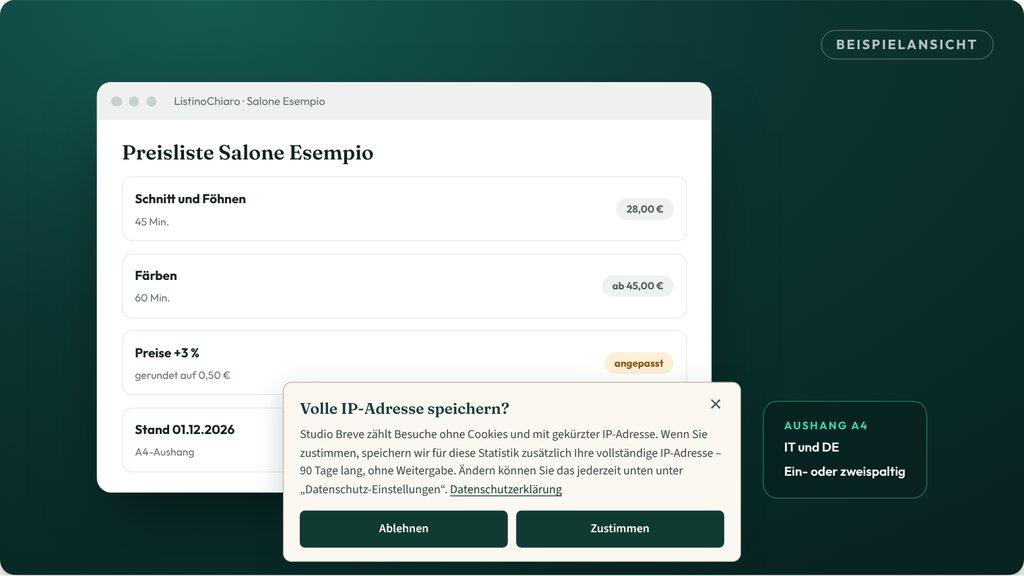 BEISPIELANSICHT
ListinoChiaro · Salone Esempio
Preisliste Salone Esempio
Schnitt und Föhnen
45 Min.
28,00 €
Färben
60 Min.
ab 45,00 €
Preise +3 %
gerundet auf 0,50 €
angepasst
Stand 01.12.2026
A4-Aushang
Volle IP-Adresse speichern?
Studio Breve zählt Besuche ohne Cookies und mit gekürzter IP-Adresse. Wenn Sie
zustimmen, speichern wir für diese Statistik zusätzlich Ihre vollständige IP-Adresse –
90 Tage lang, ohne Weitergabe. Ändern können Sie das jederzeit unten unter
„Datenschutz-Einstellungen“. Datenschutzerklärung
Ablehnen
Zustimmen
AUSHANG A4
IT und DE
Ein- oder zweispaltig